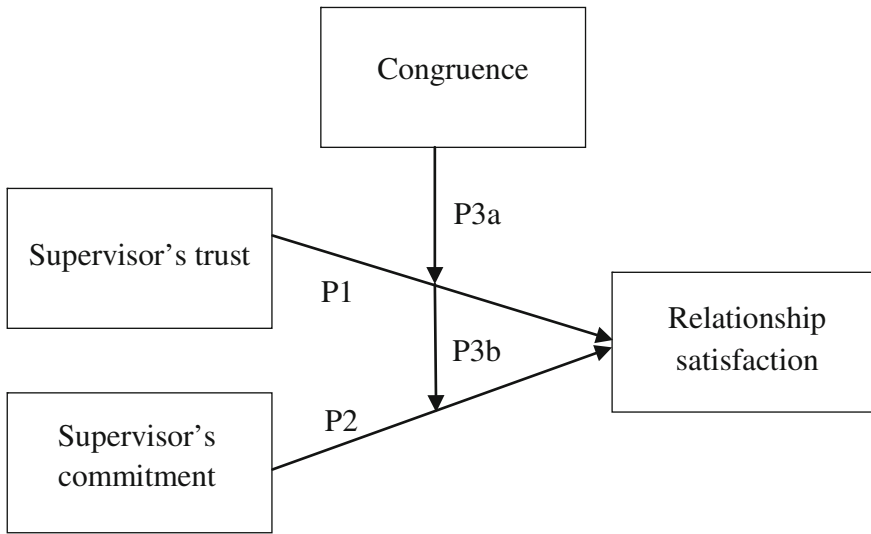 Congruence
P3a
Supervisor’s trust
P1
Relationship
satisfaction
P3b
P2
Supervisor’s
commitment